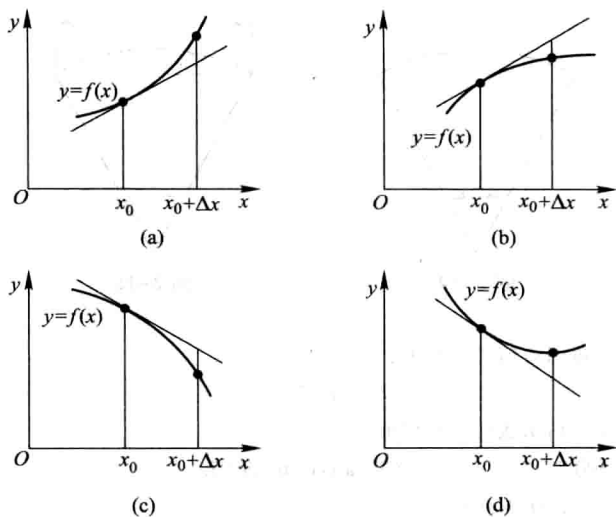 y
y=f(x)
O x₀ x₀+Δx x
(a)
y
y=f(x)
O x₀ x₀+Δx x
(b)
y
y=f(x)
O x₀ x₀+Δx x
(c)
y
y=f(x)
O x₀ x₀+Δx x
(d)